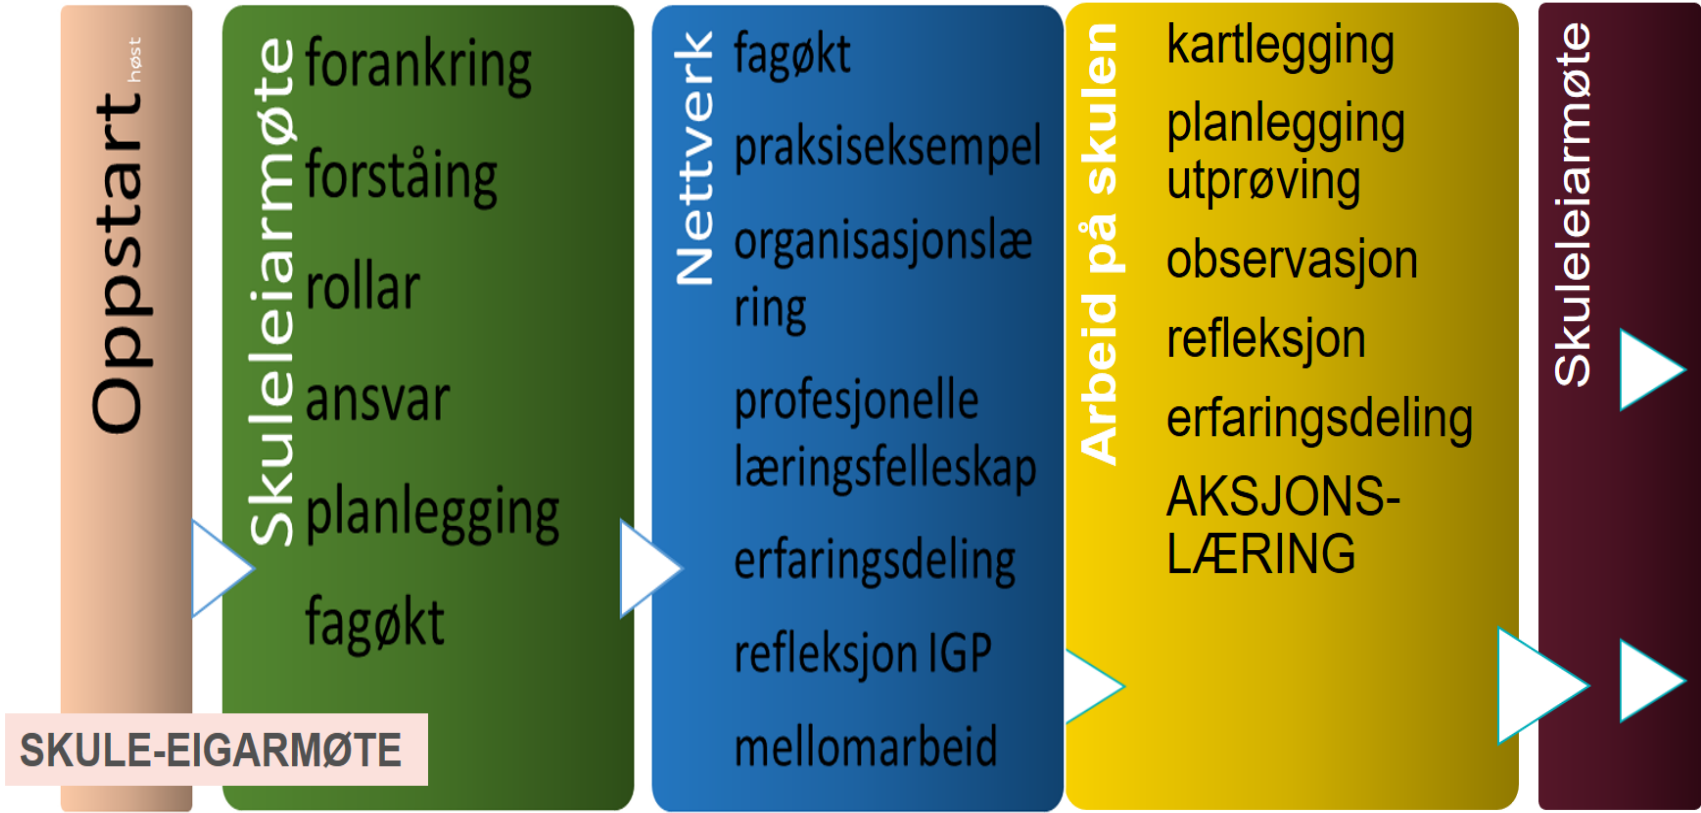 Oppstart høst
SKULE-EIGARMØTE
Skuleleiarmøte
forankring
forståing
rollar
ansvar
planlegging
fagøkt
Nettverk
fagøkt
praksiseksempel
organisasjonslæ
ring
profesjonelle
læringsfelleskap
erfaringsdeling
refleksjon IGP
mellomarbeid
Arbeid på skulen
kartlegging
planlegging
utprøving
observasjon
refleksjon
erfaringsdeling
AKSJONS-
LÆRING
Skuleleiarmøte